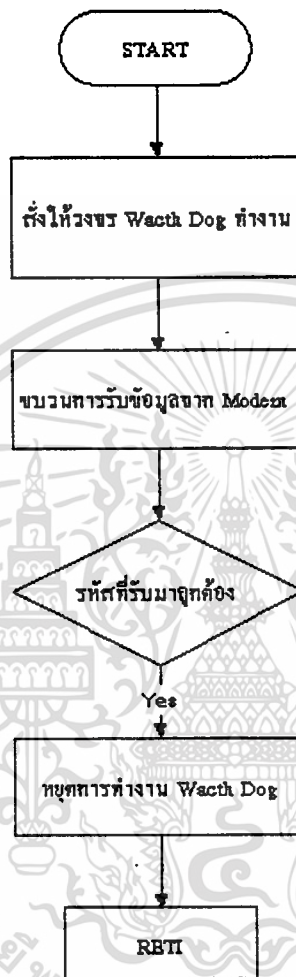 START
สั่งให้วงจร Wacth Dog ทำงาน
ขบวนการรับข้อมูลจาก Modem
รหัสที่รับมาถูกต้อง
Yes
หยุดการทำงาน Wacth Dog
RETI